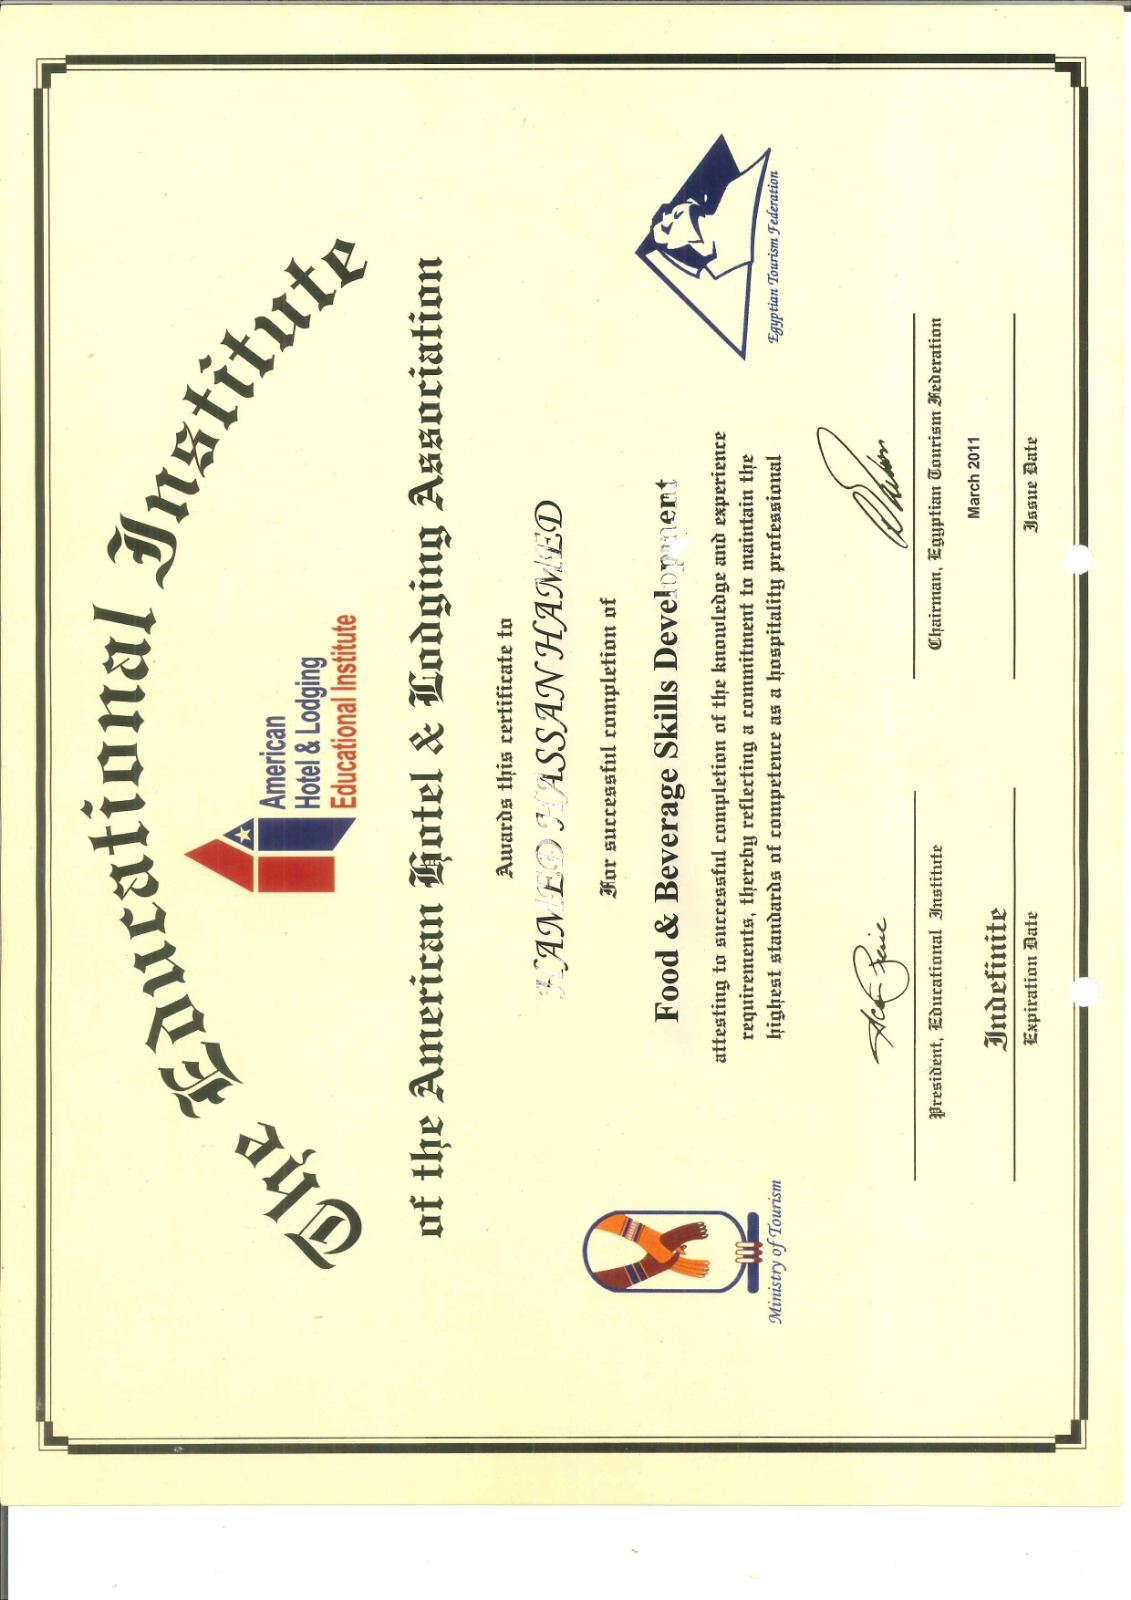 The Educational Institute
American
Hotel & Lodging
Educational Institute
of the American Hotel & Lodging Association
Awards this certificate to
HAMED HASSAN HAMED
For successful completion of
Food & Beverage Skills Development
attesting to successful completion of the knowledge and experience
requirements, thereby reflecting a commitment to maintain the
highest standards of competence as a hospitality professional
Ministry of Tourism
Egyptian Tourism Federation
President, Educational Institute
Chairman, Egyptian Tourism Federation
Indefinite
March 2011
Expiration Date
Issue Date